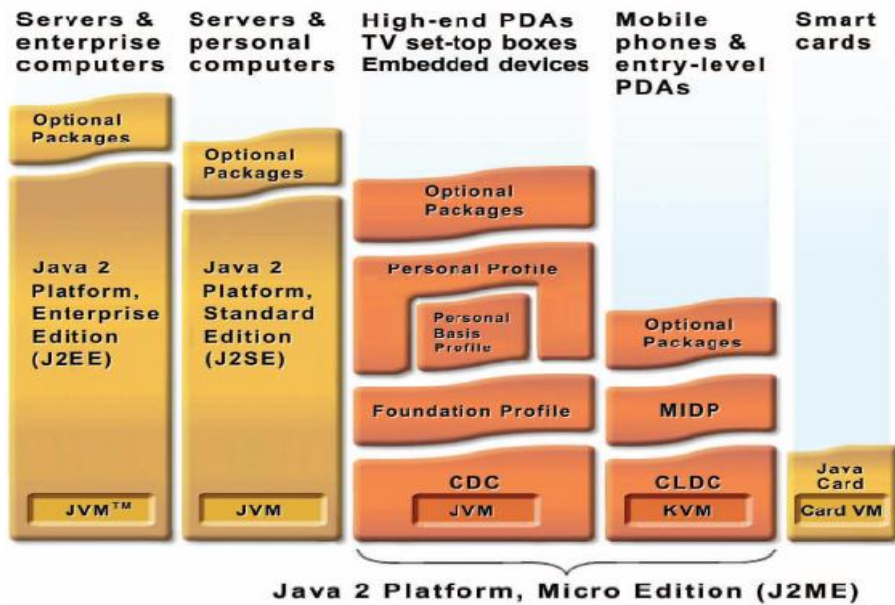 Servers &
enterprise
computers
Servers &
personal
computers
High-end PDAs
TV set-top boxes
Embedded devices
Mobile
phones &
entry-level
PDAs
Smart
cards
Optional
Packages
Java 2
Platform,
Enterprise
Edition
(J2EE)
JVM™
Optional
Packages
Java 2
Platform,
Standard
Edition
(J2SE)
JVM
Optional
Packages
Personal Profile
Personal
Basis
Profile
Foundation Profile
CDC
JVM
Optional
Packages
MIDP
CLDC
KVM
Java
Card
Card VM
Java 2 Platform, Micro Edition (J2ME)